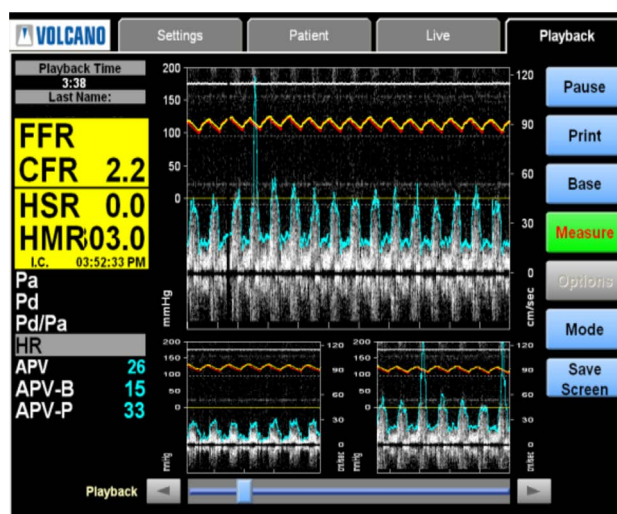 VOLCANO
Settings
Patient
Live
Playback
Playback Time
3:38
Last Name:
FFR
CFR 2.2
HSR 0.0
HMR 03.0
I.C. 03:52:33 PM
Pa
Pd
Pd/Pa
HR
APV 26
APV-B 15
APV-P 33
200
150
100
50
0
mmHg
120
90
60
30
0
cm/sec
200
150
100
50
0
mmHg
120
90
60
30
0
cm/sec
200
150
100
50
0
mmHg
120
90
60
30
0
cm/sec
Pause
Print
Base
Measure
Options
Mode
Save
Screen
Playback